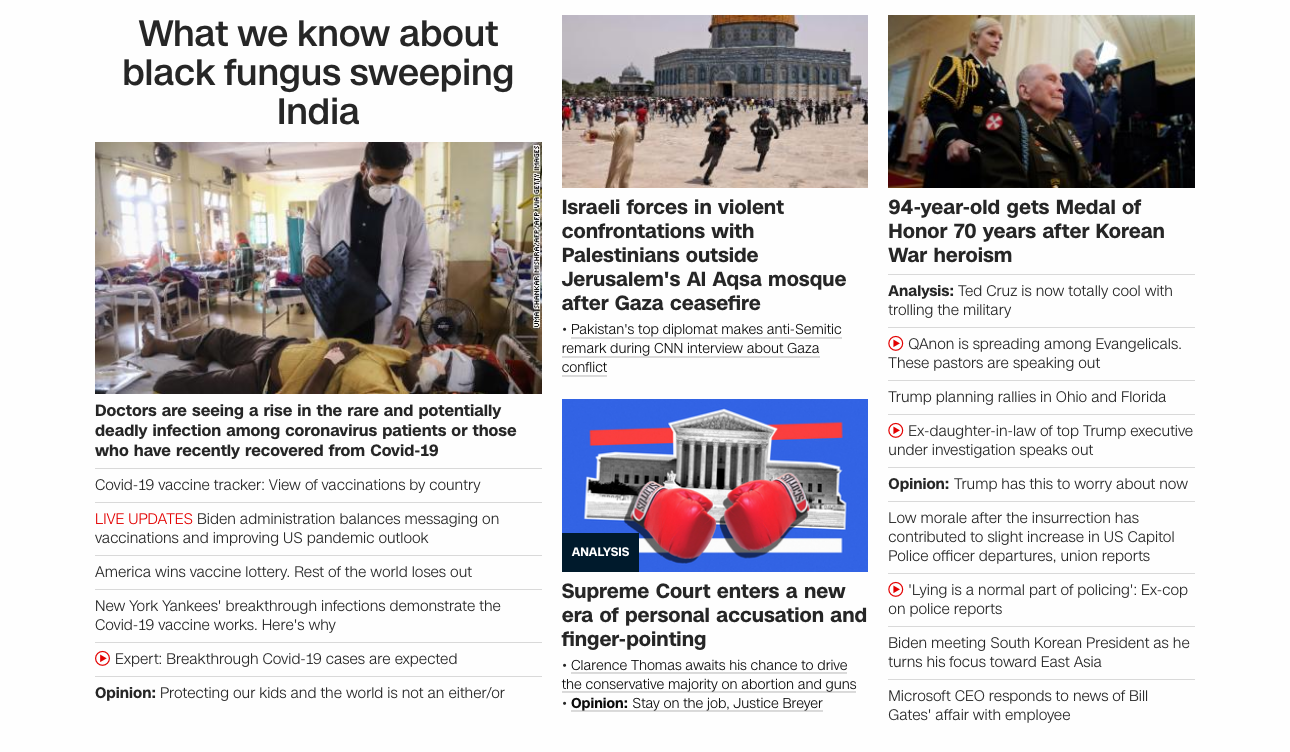 What we know about
black fungus sweeping
India
UMA SHANKAR MISHRA/AFP/AFP VIA GETTY IMAGES
Doctors are seeing a rise in the rare and potentially
deadly infection among coronavirus patients or those
who have recently recovered from Covid-19
Covid-19 vaccine tracker: View of vaccinations by country
LIVE UPDATES Biden administration balances messaging on
vaccinations and improving US pandemic outlook
America wins vaccine lottery. Rest of the world loses out
New York Yankees' breakthrough infections demonstrate the
Covid-19 vaccine works. Here's why
Expert: Breakthrough Covid-19 cases are expected
Opinion: Protecting our kids and the world is not an either/or
Israeli forces in violent
confrontations with
Palestinians outside
Jerusalem's Al Aqsa mosque
after Gaza ceasefire
• Pakistan's top diplomat makes anti-Semitic
remark during CNN interview about Gaza
conflict
ANALYSIS
Supreme Court enters a new
era of personal accusation and
finger-pointing
• Clarence Thomas awaits his chance to drive
the conservative majority on abortion and guns
• Opinion: Stay on the job, Justice Breyer
94-year-old gets Medal of
Honor 70 years after Korean
War heroism
Analysis: Ted Cruz is now totally cool with
trolling the military
QAnon is spreading among Evangelicals.
These pastors are speaking out
Trump planning rallies in Ohio and Florida
Ex-daughter-in-law of top Trump executive
under investigation speaks out
Opinion: Trump has this to worry about now
Low morale after the insurrection has
contributed to slight increase in US Capitol
Police officer departures, union reports
'Lying is a normal part of policing': Ex-cop
on police reports
Biden meeting South Korean President as he
turns his focus toward East Asia
Microsoft CEO responds to news of Bill
Gates' affair with employee